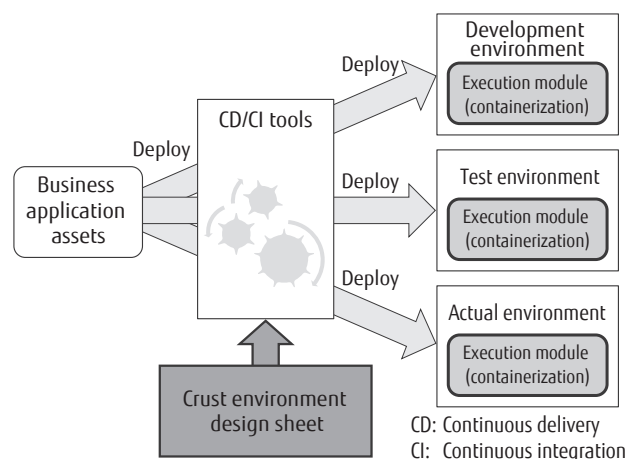 Development
environment
Execution module
(containerization)
Deploy
CD/CI tools
Deploy
Business
application
assets
Deploy
Test environment
Execution module
(containerization)
Deploy
Actual environment
Execution module
(containerization)
Crust environment
design sheet
CD: Continuous delivery
CI: Continuous integration